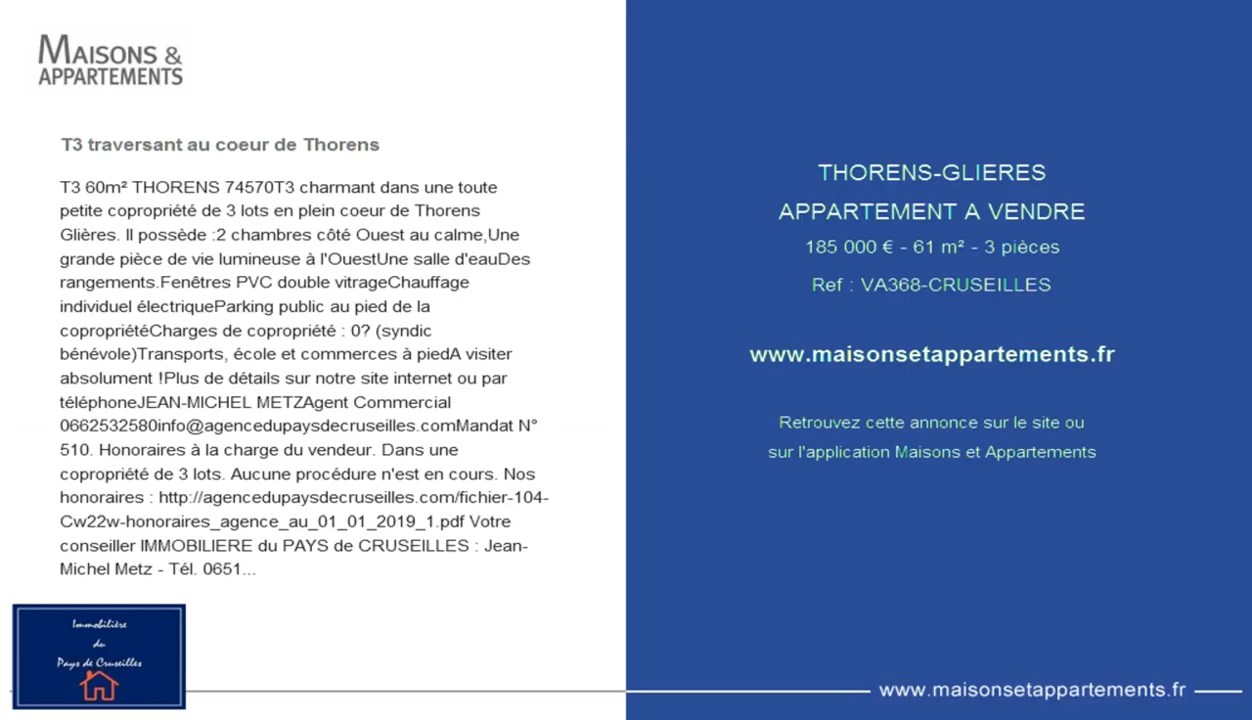 MAISONS &
APPARTEMENTS
T3 traversant au coeur de Thorens
T3 60m² THORENS 74570T3 charmant dans une toute
petite copropriété de 3 lots en plein coeur de Thorens
Glières. Il possède :2 chambres côté Ouest au calme,Une
grande pièce de vie lumineuse à l'OuestUne salle d'eauDes
rangements.Fenêtres PVC double vitrageChauffage
individuel électriqueParking public au pied de la
copropriétéCharges de copropriété : 0? (syndic
bénévole)Transports, école et commerces à piedA visiter
absolument !Plus de détails sur notre site internet ou par
téléphoneJEAN-MICHEL METZAgent Commercial
0662532580info@agencedupaysdecruseilles.comMandat N°
510. Honoraires à la charge du vendeur. Dans une
copropriété de 3 lots. Aucune procédure n'est en cours. Nos
honoraires : http://agencedupaysdecruseilles.com/fichier-104-
Cw22w-honoraires_agence_au_01_01_2019_1.pdf Votre
conseiller IMMOBILIERE du PAYS de CRUSEILLES : Jean-
Michel Metz - Tél. 0651...
Immobilière
du
Pays de Cruseilles
THORENS-GLIERES
APPARTEMENT A VENDRE
185 000 € - 61 m² - 3 pièces
Ref : VA368-CRUSEILLES
www.maisonsetappartements.fr
Retrouvez cette annonce sur le site ou
sur l'application Maisons et Appartements
www.maisonsetappartements.fr